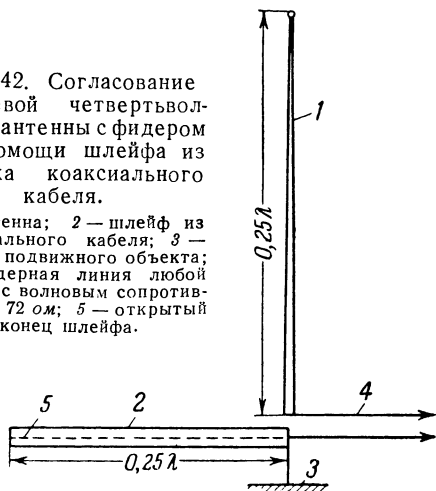 42. Согласование
вой четвертьвол-
антенны с фидером
омощи шлейфа из
ка коаксиального
кабеля.
енна; 2 — шлейф из
ального кабеля; 3 —
подвижного объекта;
дерная линия любой
с волновым сопротив-
72 ом; 5 — открытый
конец шлейфа.
1
0,25λ
4
5
2
0,25λ
3